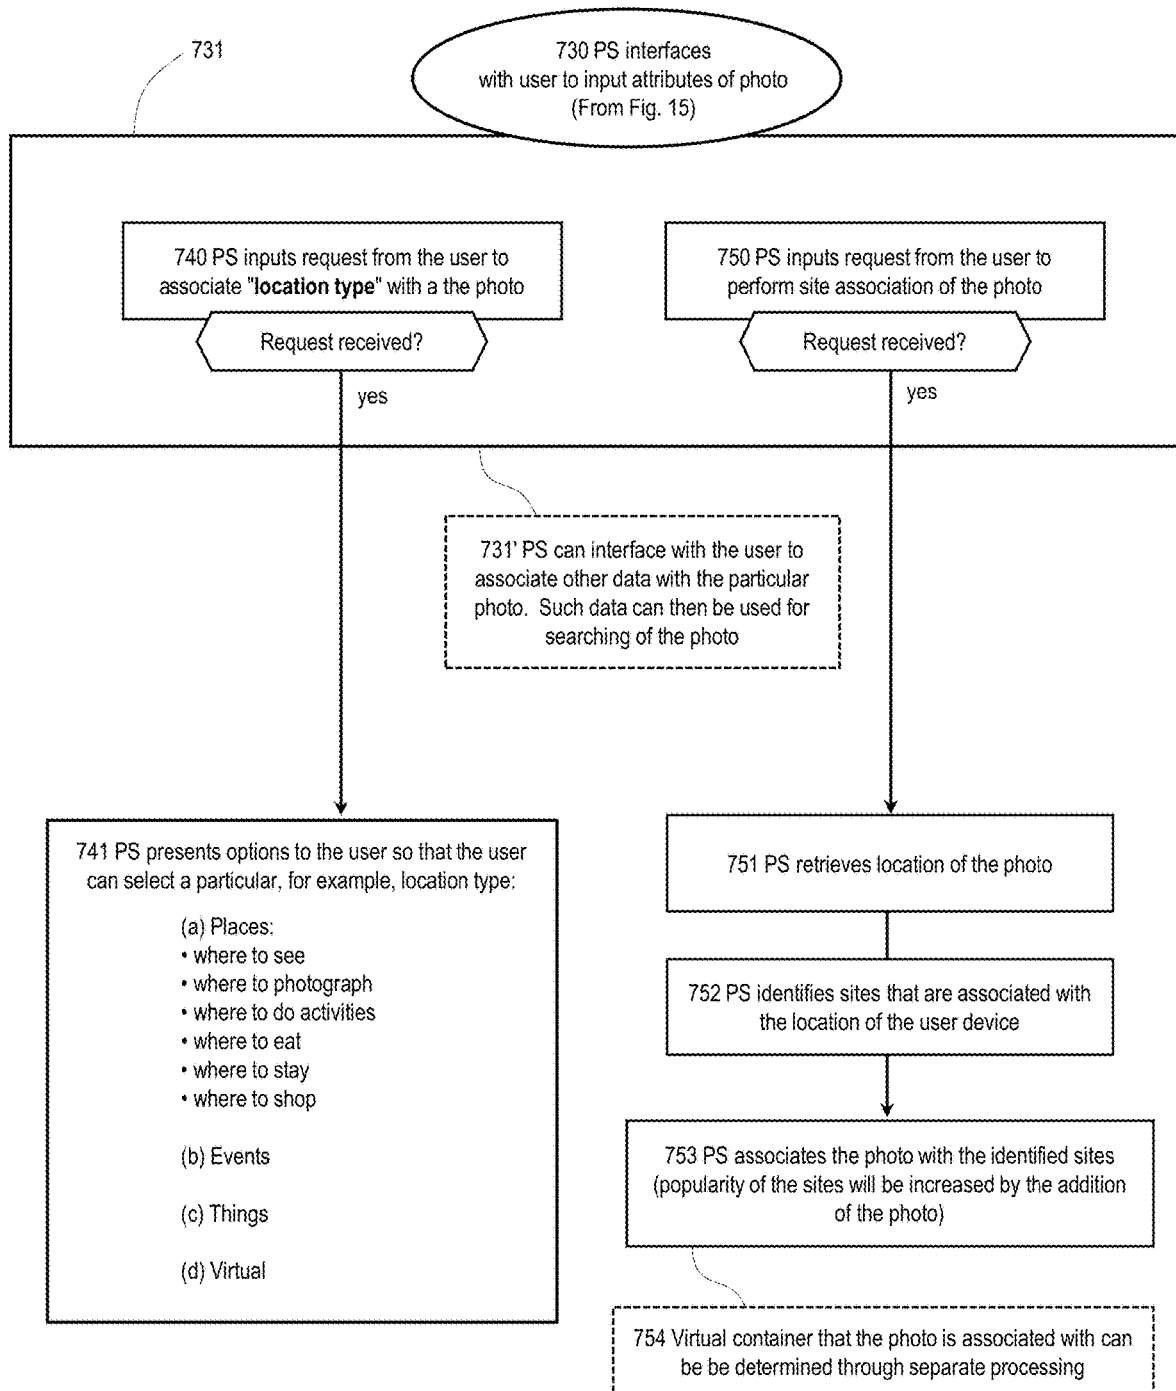 731
730 PS interfaces
with user to input attributes of photo
(From Fig. 15)
740 PS inputs request from the user to
associate "location type" with a the photo
Request received?
yes
750 PS inputs request from the user to
perform site association of the photo
Request received?
yes
731' PS can interface with the user to
associate other data with the particular
photo. Such data can then be used for
searching of the photo
741 PS presents options to the user so that the user
can select a particular, for example, location type:
(a) Places:
• where to see
• where to photograph
• where to do activities
• where to eat
• where to stay
• where to shop
(b) Events
(c) Things
(d) Virtual
751 PS retrieves location of the photo
752 PS identifies sites that are associated with
the location of the user device
753 PS associates the photo with the identified sites
(popularity of the sites will be increased by the addition
of the photo)
754 Virtual container that the photo is associated with can
be be determined through separate processing